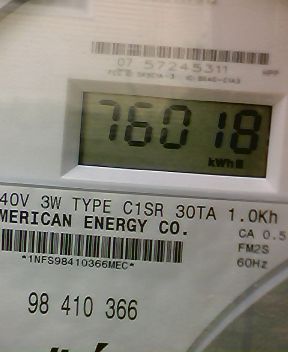 07 57245311
76018
kWh
40V 3W TYPE C1SR 30TA 1.0Kh
MERICAN ENERGY CO.
CA 0.5
FM2S
60Hz
*1NFS98410366MEC*
98 410 366